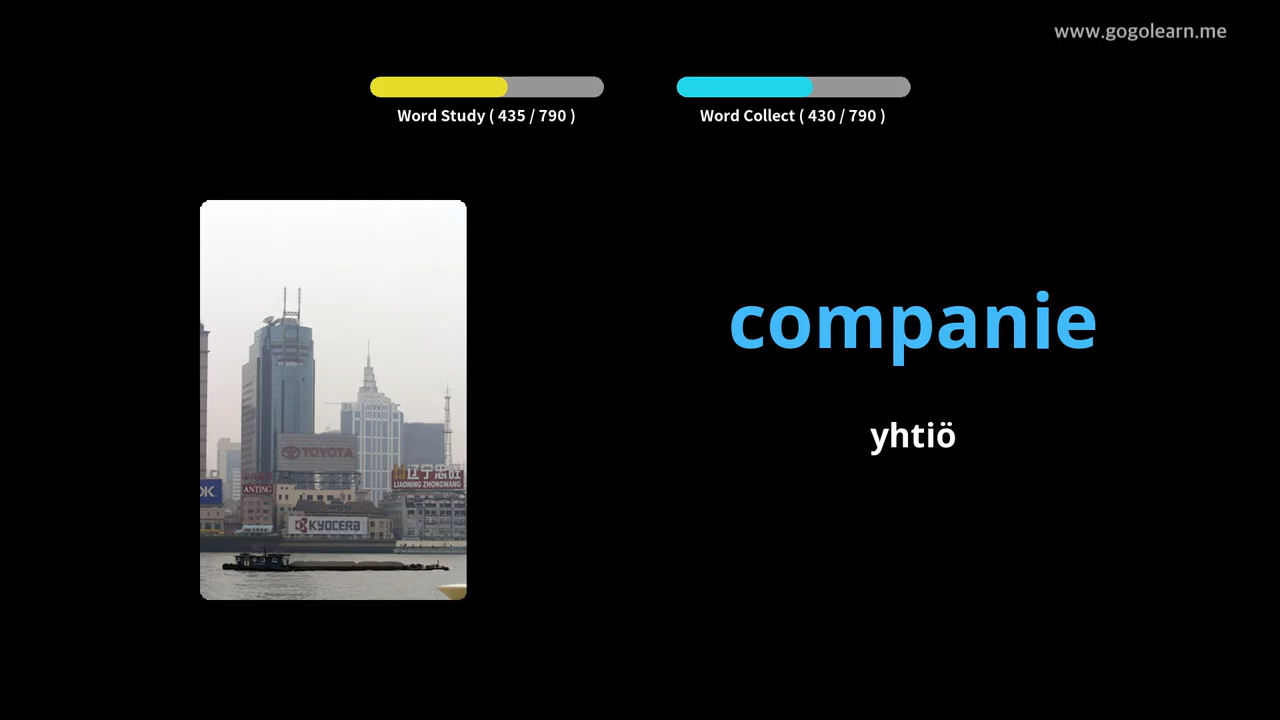 www.gogolearn.me
Word Study ( 435 / 790 )
Word Collect ( 430 / 790 )
companie
yhtiö
TOYOTA
辽宁忠旺
LIAONING ZHONGWANG
OK
ANTING
KYOCERA